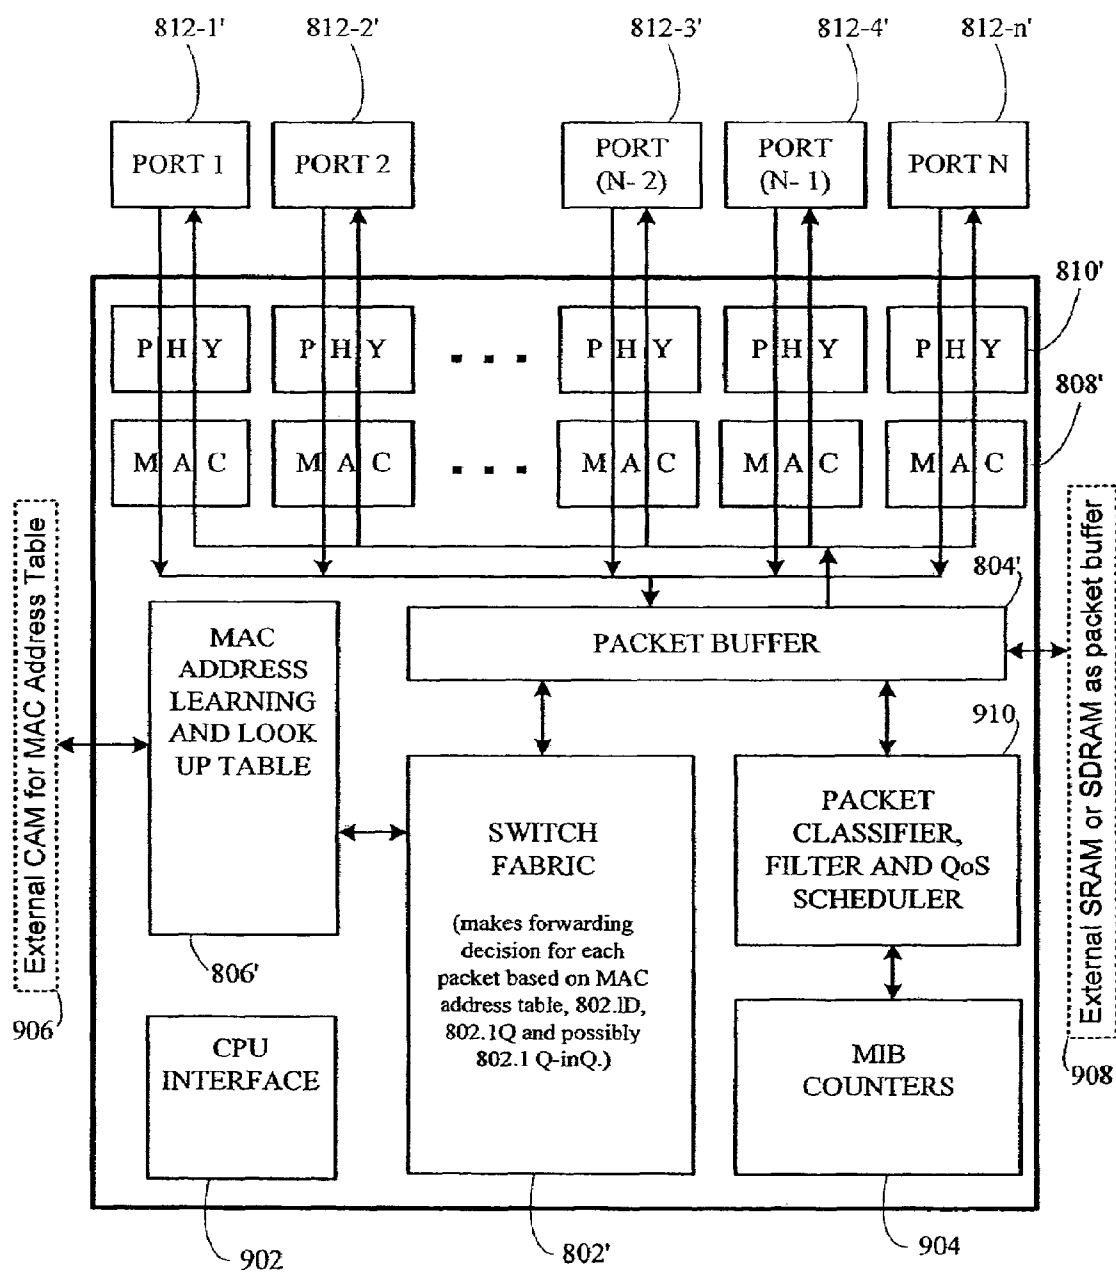 812-1' 812-2' 812-3' 812-4' 812-n'
PORT 1 PORT 2 PORT (N- 2) PORT (N- 1) PORT N
810'
P H Y P H Y P H Y P H Y P H Y
808'
M A C M A C M A C M A C M A C
804'
PACKET BUFFER
External CAM for MAC Address Table
906
External SRAM or SDRAM as packet buffer
908
MAC
ADDRESS
LEARNING
AND LOOK
UP TABLE
806'
910
SWITCH
FABRIC
(makes forwarding
decision for each
packet based on MAC
address table, 802.1D,
802.1Q and possibly
802.1 Q-inQ.)
PACKET
CLASSIFIER,
FILTER AND QoS
SCHEDULER
CPU
INTERFACE
MIB
COUNTERS
902
802'
904